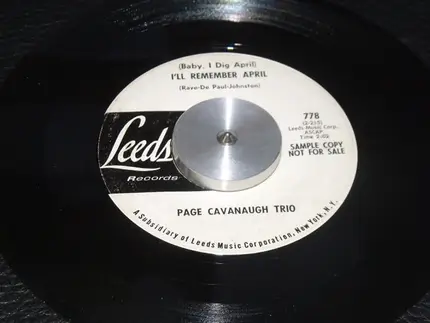 (Baby, I Dig April)
I'LL REMEMBER APRIL
(Raye-De Paul-Johnston)
778
Leeds Music Corp.
ASCAP
Time 2:02
SAMPLE COPY
NOT FOR SALE
Leeds
Records
PAGE CAVANAUGH TRIO
A Subsidiary of Leeds Music Corporation, New York, N.Y.